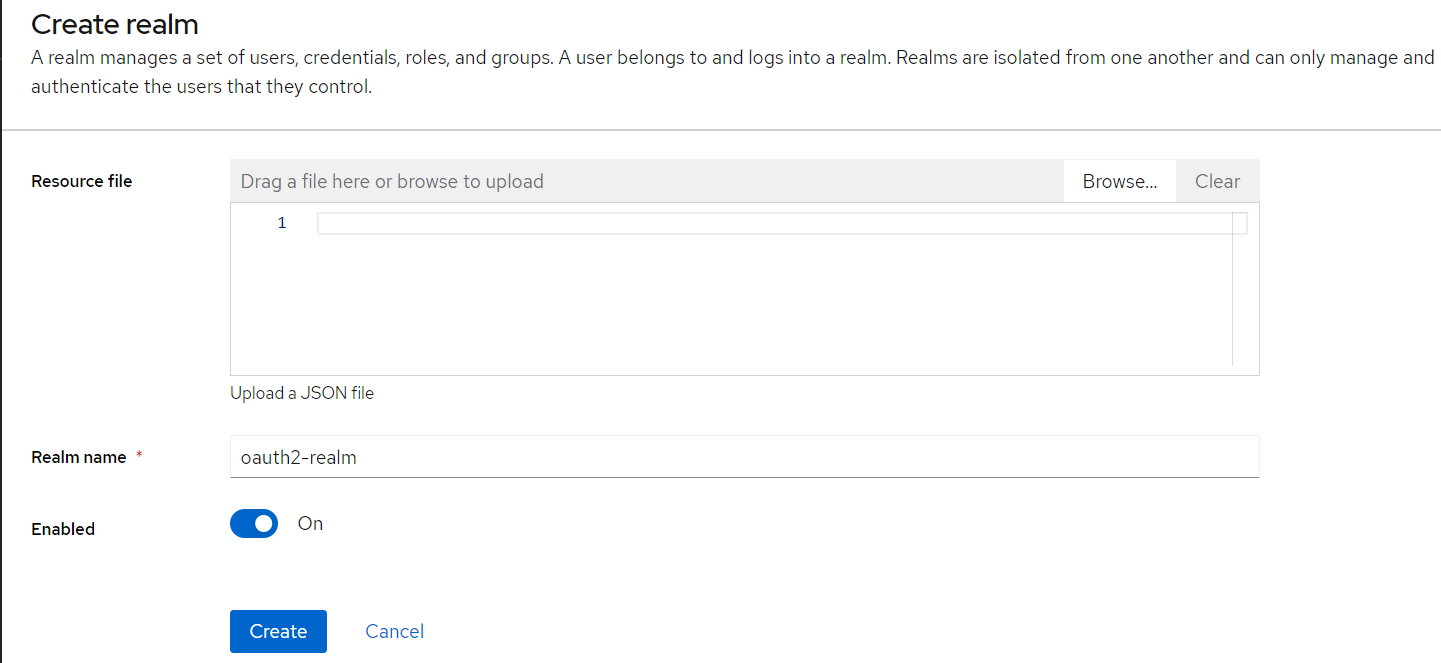 Create realm
A realm manages a set of users, credentials, roles, and groups. A user belongs to and logs into a realm. Realms are isolated from one another and can only manage and
authenticate the users that they control.
Resource file
Drag a file here or browse to upload
Browse...
Clear
1
Upload a JSON file
Realm name *
oauth2-realm
Enabled
On
Create
Cancel